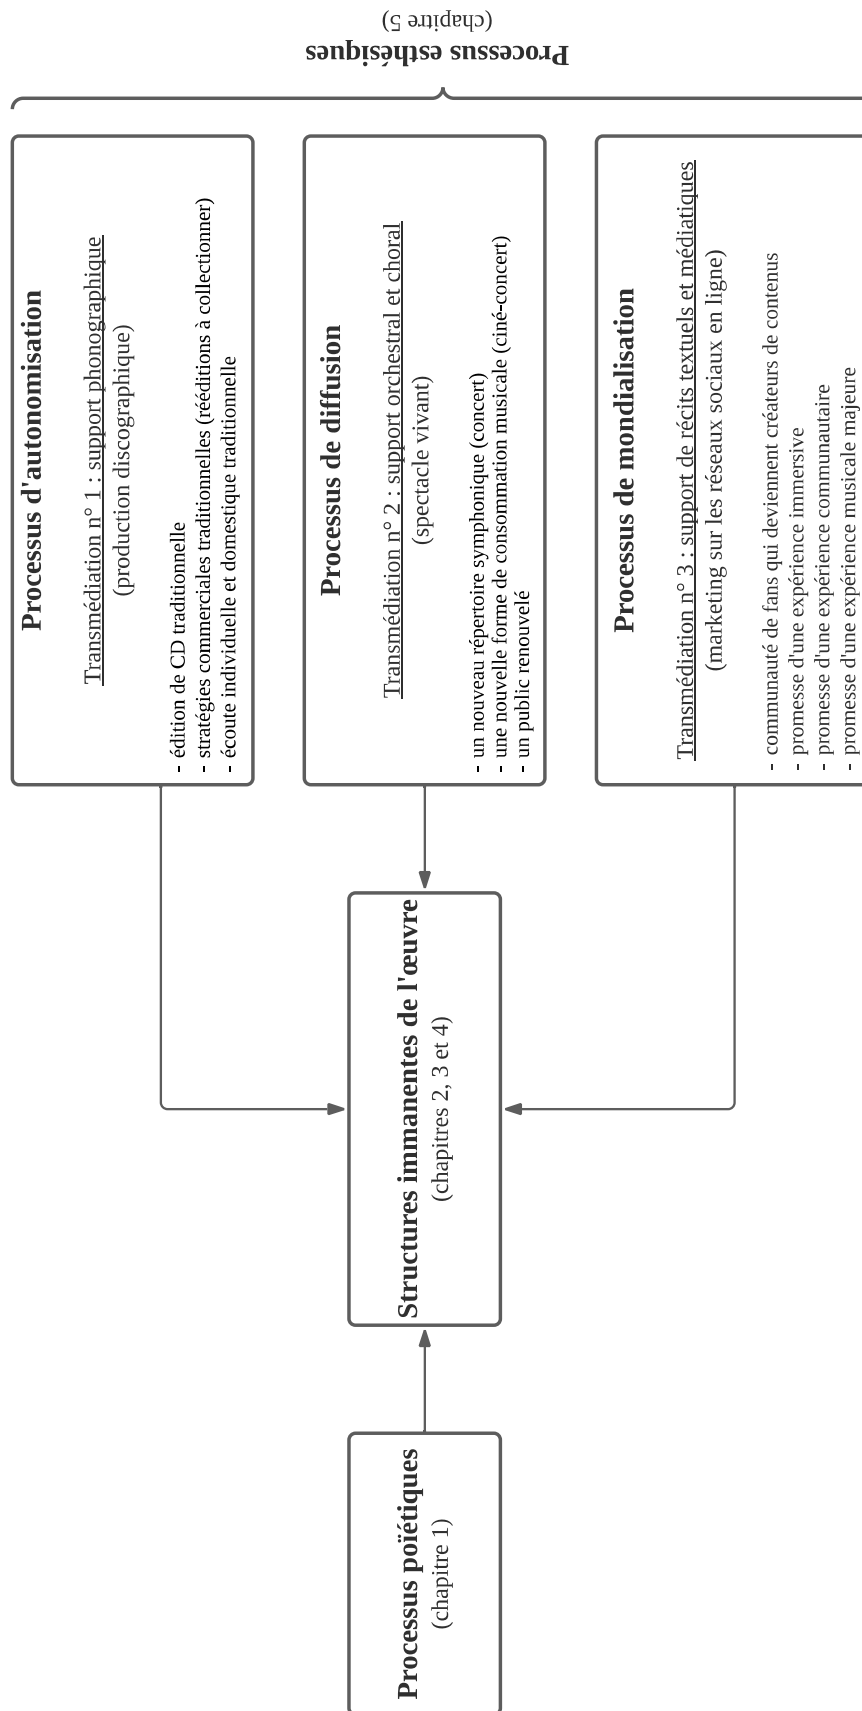 Processus poïétiques
(chapitre 1)
Structures immanentes de l'œuvre
(chapitres 2, 3 et 4)
Processus d'autonomisation
Transmédiation n° 1 : support phonographique
(production discographique)
- édition de CD traditionnelle
- stratégies commerciales traditionnelles (rééditions à collectionner)
- écoute individuelle et domestique traditionnelle
Processus de diffusion
Transmédiation n° 2 : support orchestral et choral
(spectacle vivant)
- un nouveau répertoire symphonique (concert)
- une nouvelle forme de consommation musicale (ciné-concert)
- un public renouvelé
Processus de mondialisation
Transmédiation n° 3 : support de récits textuels et médiatiques
(marketing sur les réseaux sociaux en ligne)
- communauté de fans qui deviennent créateurs de contenus
- promesse d'une expérience immersive
- promesse d'une expérience communautaire
- promesse d'une expérience musicale majeure
Processus esthésiques
(chapitre 5)